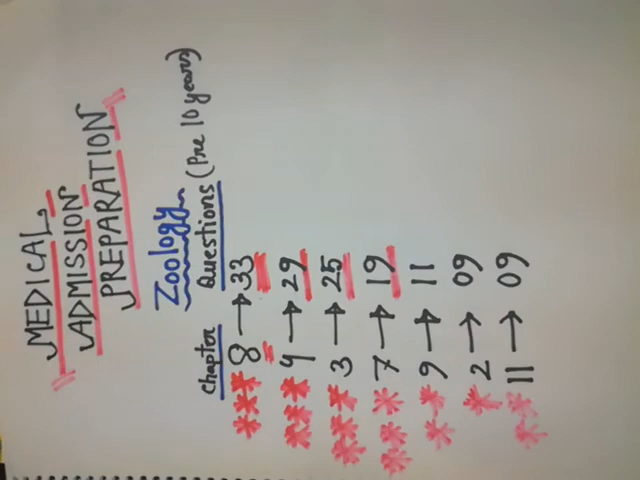 MEDICAL
ADMISSION
PREPARATION
Zoology
Chapter Questions (Pre 10 years)
*** 8 → 33
*** 4 → 29
*** 3 → 25
*** 7 → 19
** 9 → 11
* 2 → 09
** 11 → 09